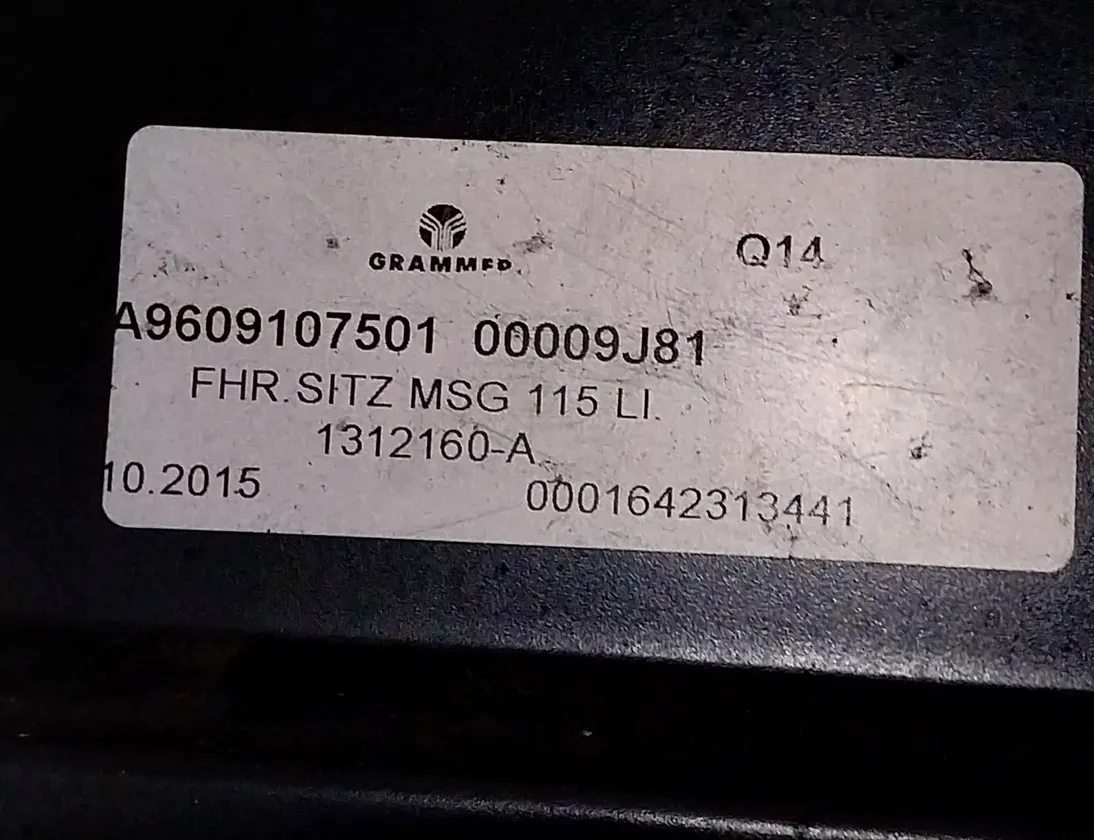 GRAMMER
Q14
A9609107501 00009J81
FHR.SITZ MSG 115 LI.
1312160-A
10.2015
0001642313441